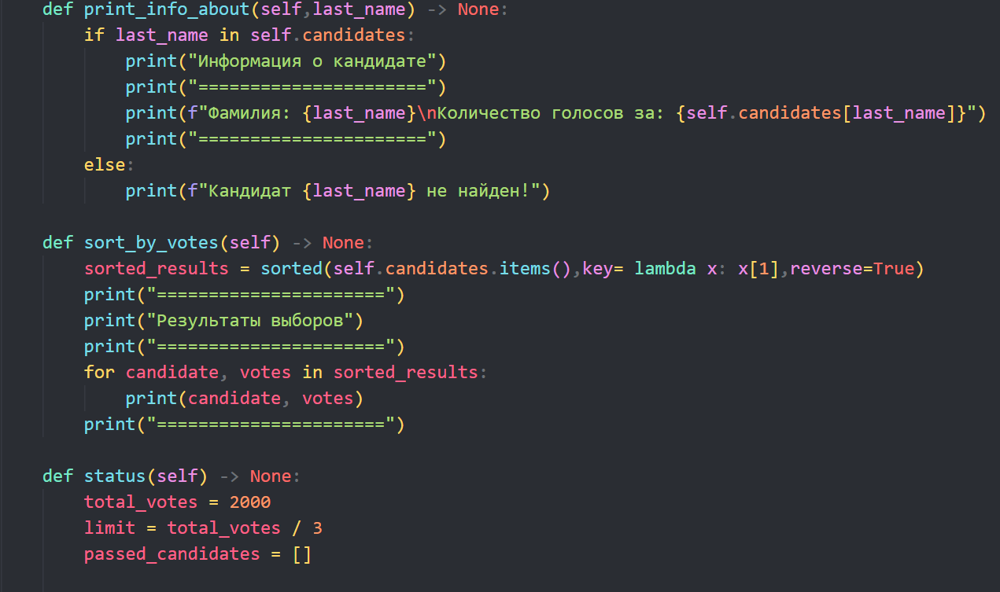 def print_info_about(self,last_name) -> None:
    if last_name in self.candidates:
        print("Информация о кандидате")
        print("======================")
        print(f"Фамилия: {last_name}\nКоличество голосов за: {self.candidates[last_name]}")
        print("======================")
    else:
        print(f"Кандидат {last_name} не найден!")

def sort_by_votes(self) -> None:
    sorted_results = sorted(self.candidates.items(),key= lambda x: x[1],reverse=True)
    print("======================")
    print("Результаты выборов")
    print("======================")
    for candidate, votes in sorted_results:
        print(candidate, votes)
    print("======================")

def status(self) -> None:
    total_votes = 2000
    limit = total_votes / 3
    passed_candidates = []